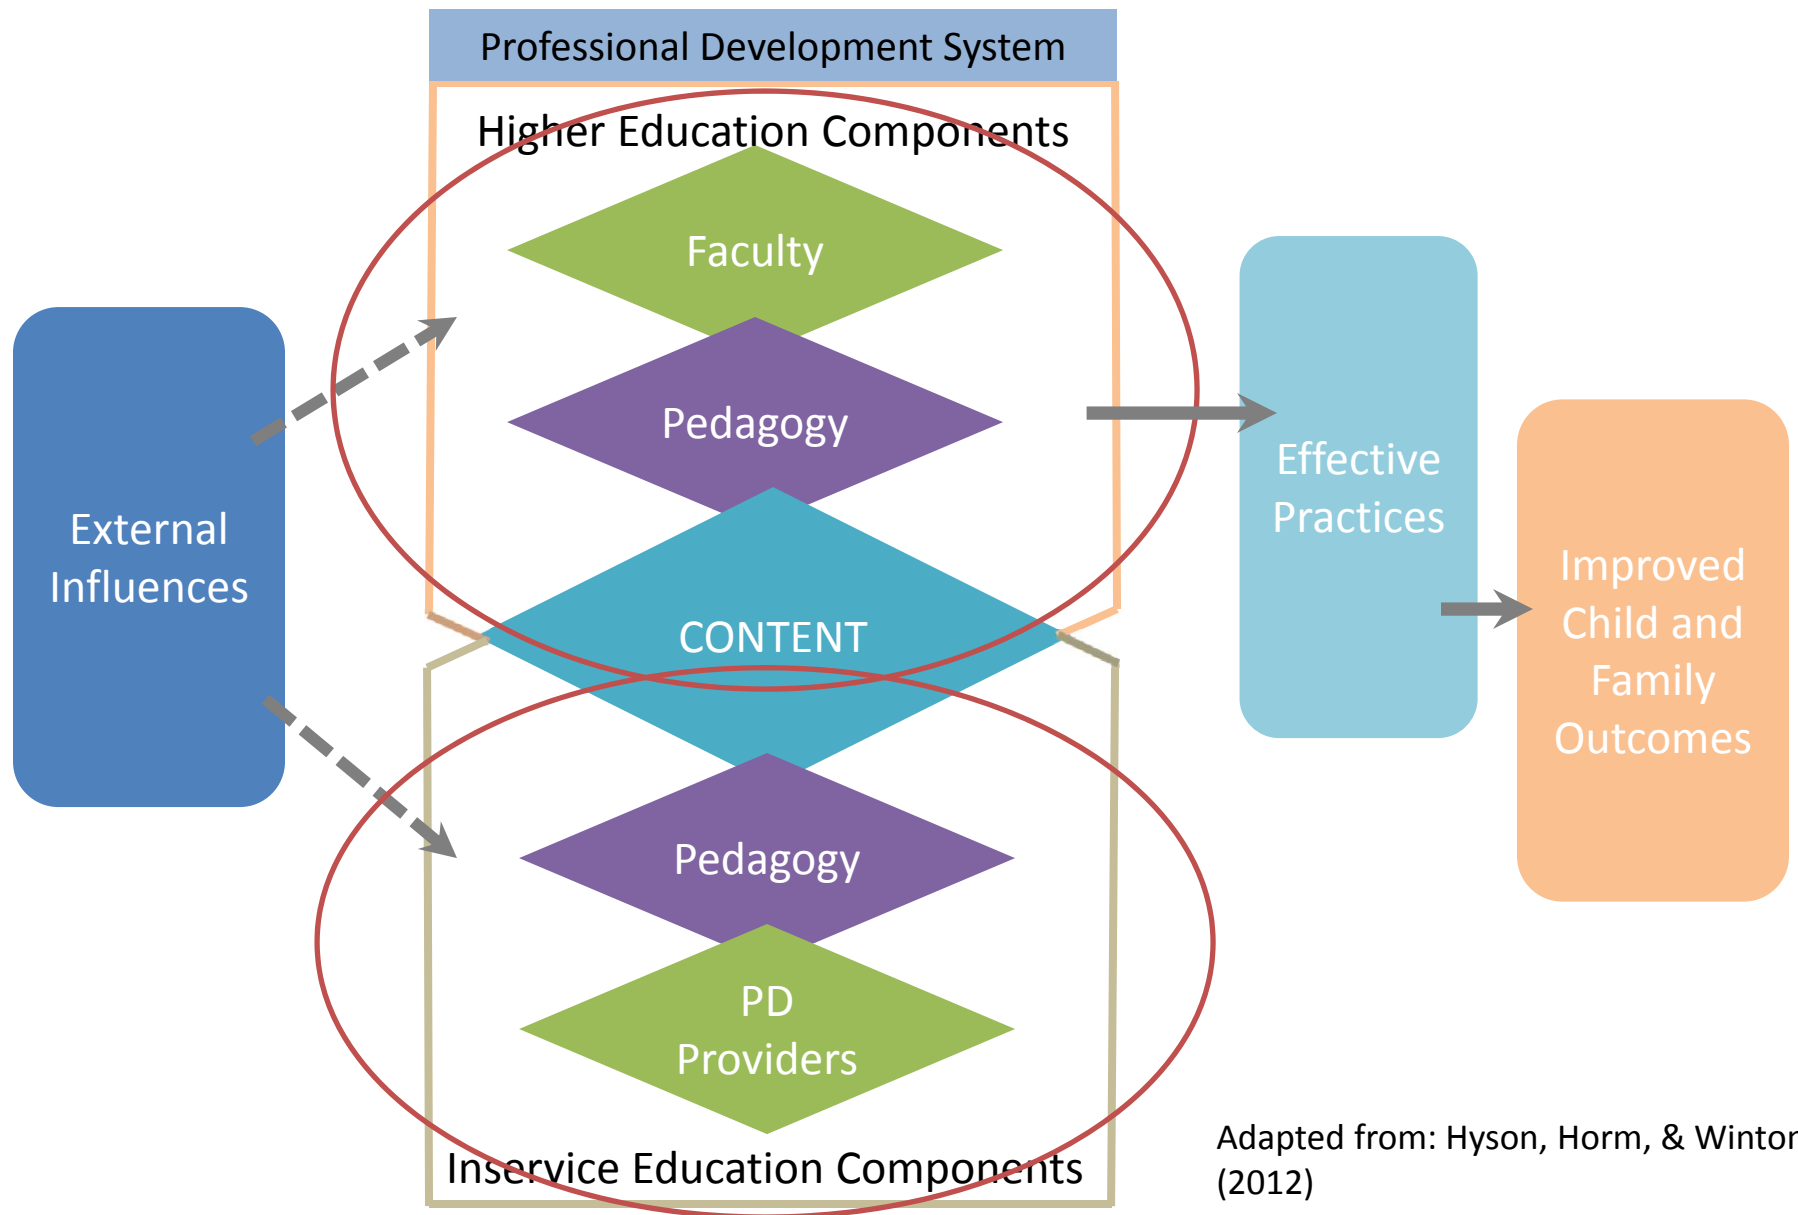 Professional Development System
Higher Education Components
Faculty
Pedagogy
External
Influences
CONTENT
Effective
Practices
Improved
Child and
Family
Outcomes
Pedagogy
PD
Providers
Inservice Education Components
Adapted from: Hyson, Horm, & Winton
(2012)